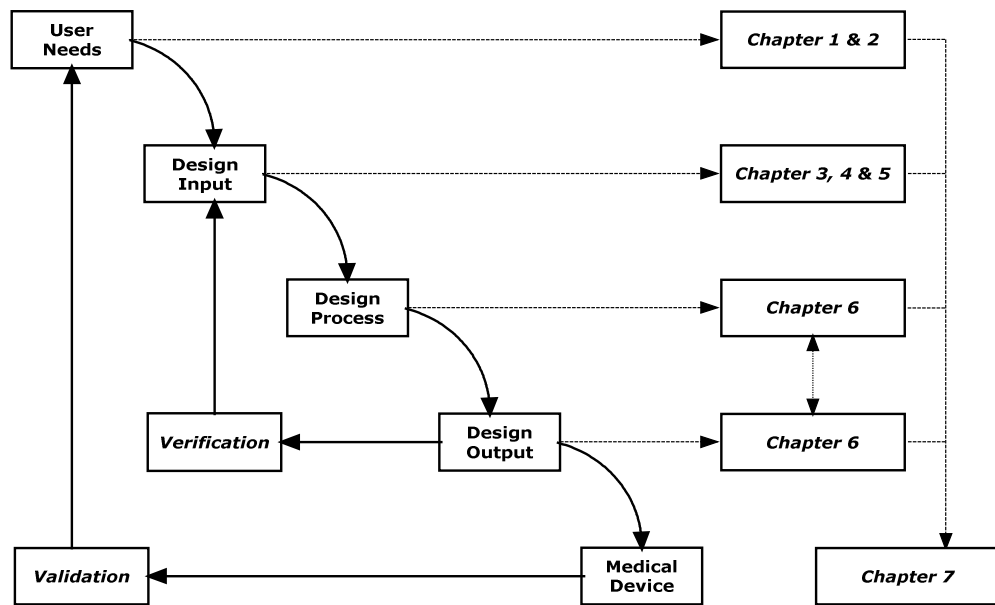 User
Needs
Chapter 1 & 2
Design
Input
Chapter 3, 4 & 5
Design
Process
Chapter 6
Verification
Design
Output
Chapter 6
Validation
Medical
Device
Chapter 7